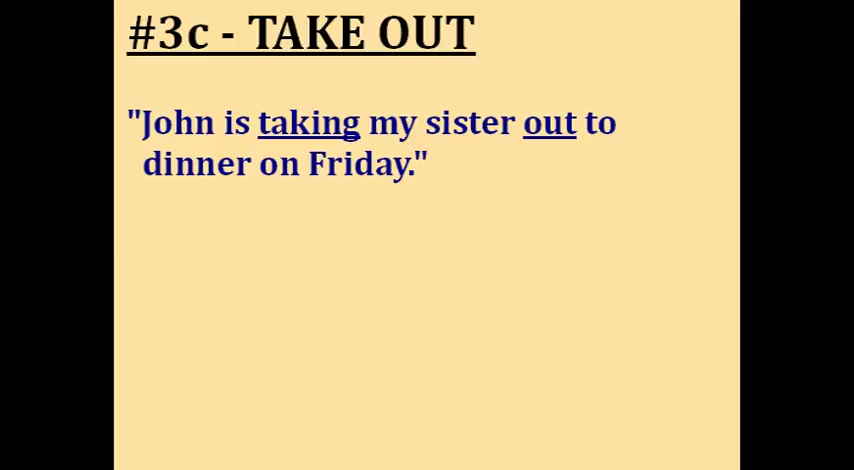 #3c - TAKE OUT
"John is taking my sister out to
dinner on Friday."